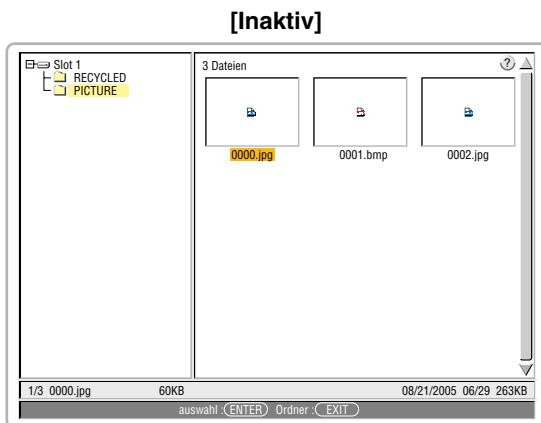 [Inaktiv]
Slot 1
RECYCLED
PICTURE
3 Dateien
?
0000.jpg 0001.bmp 0002.jpg
1/3 0000.jpg 60KB 08/21/2005 06/29 263KB
auswahl :ENTER Ordner :EXIT